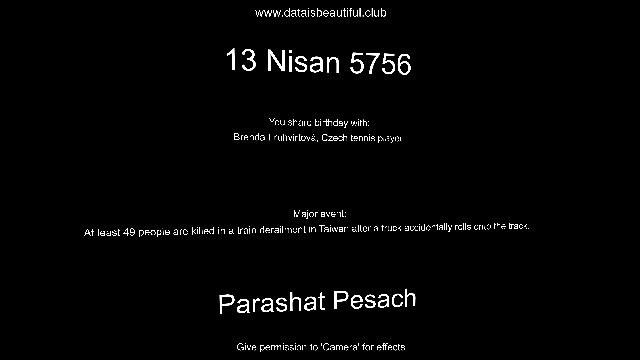 www.dataisbeautiful.club
13 Nisan 5756
You share birthday with:
Brenda Fruhvirtová, Czech tennis player
Major event:
At least 49 people are killed in a train derailment in Taiwan after a truck accidentally rolls onto the track.
Parashat Pesach
Give permission to 'Camera' for effects